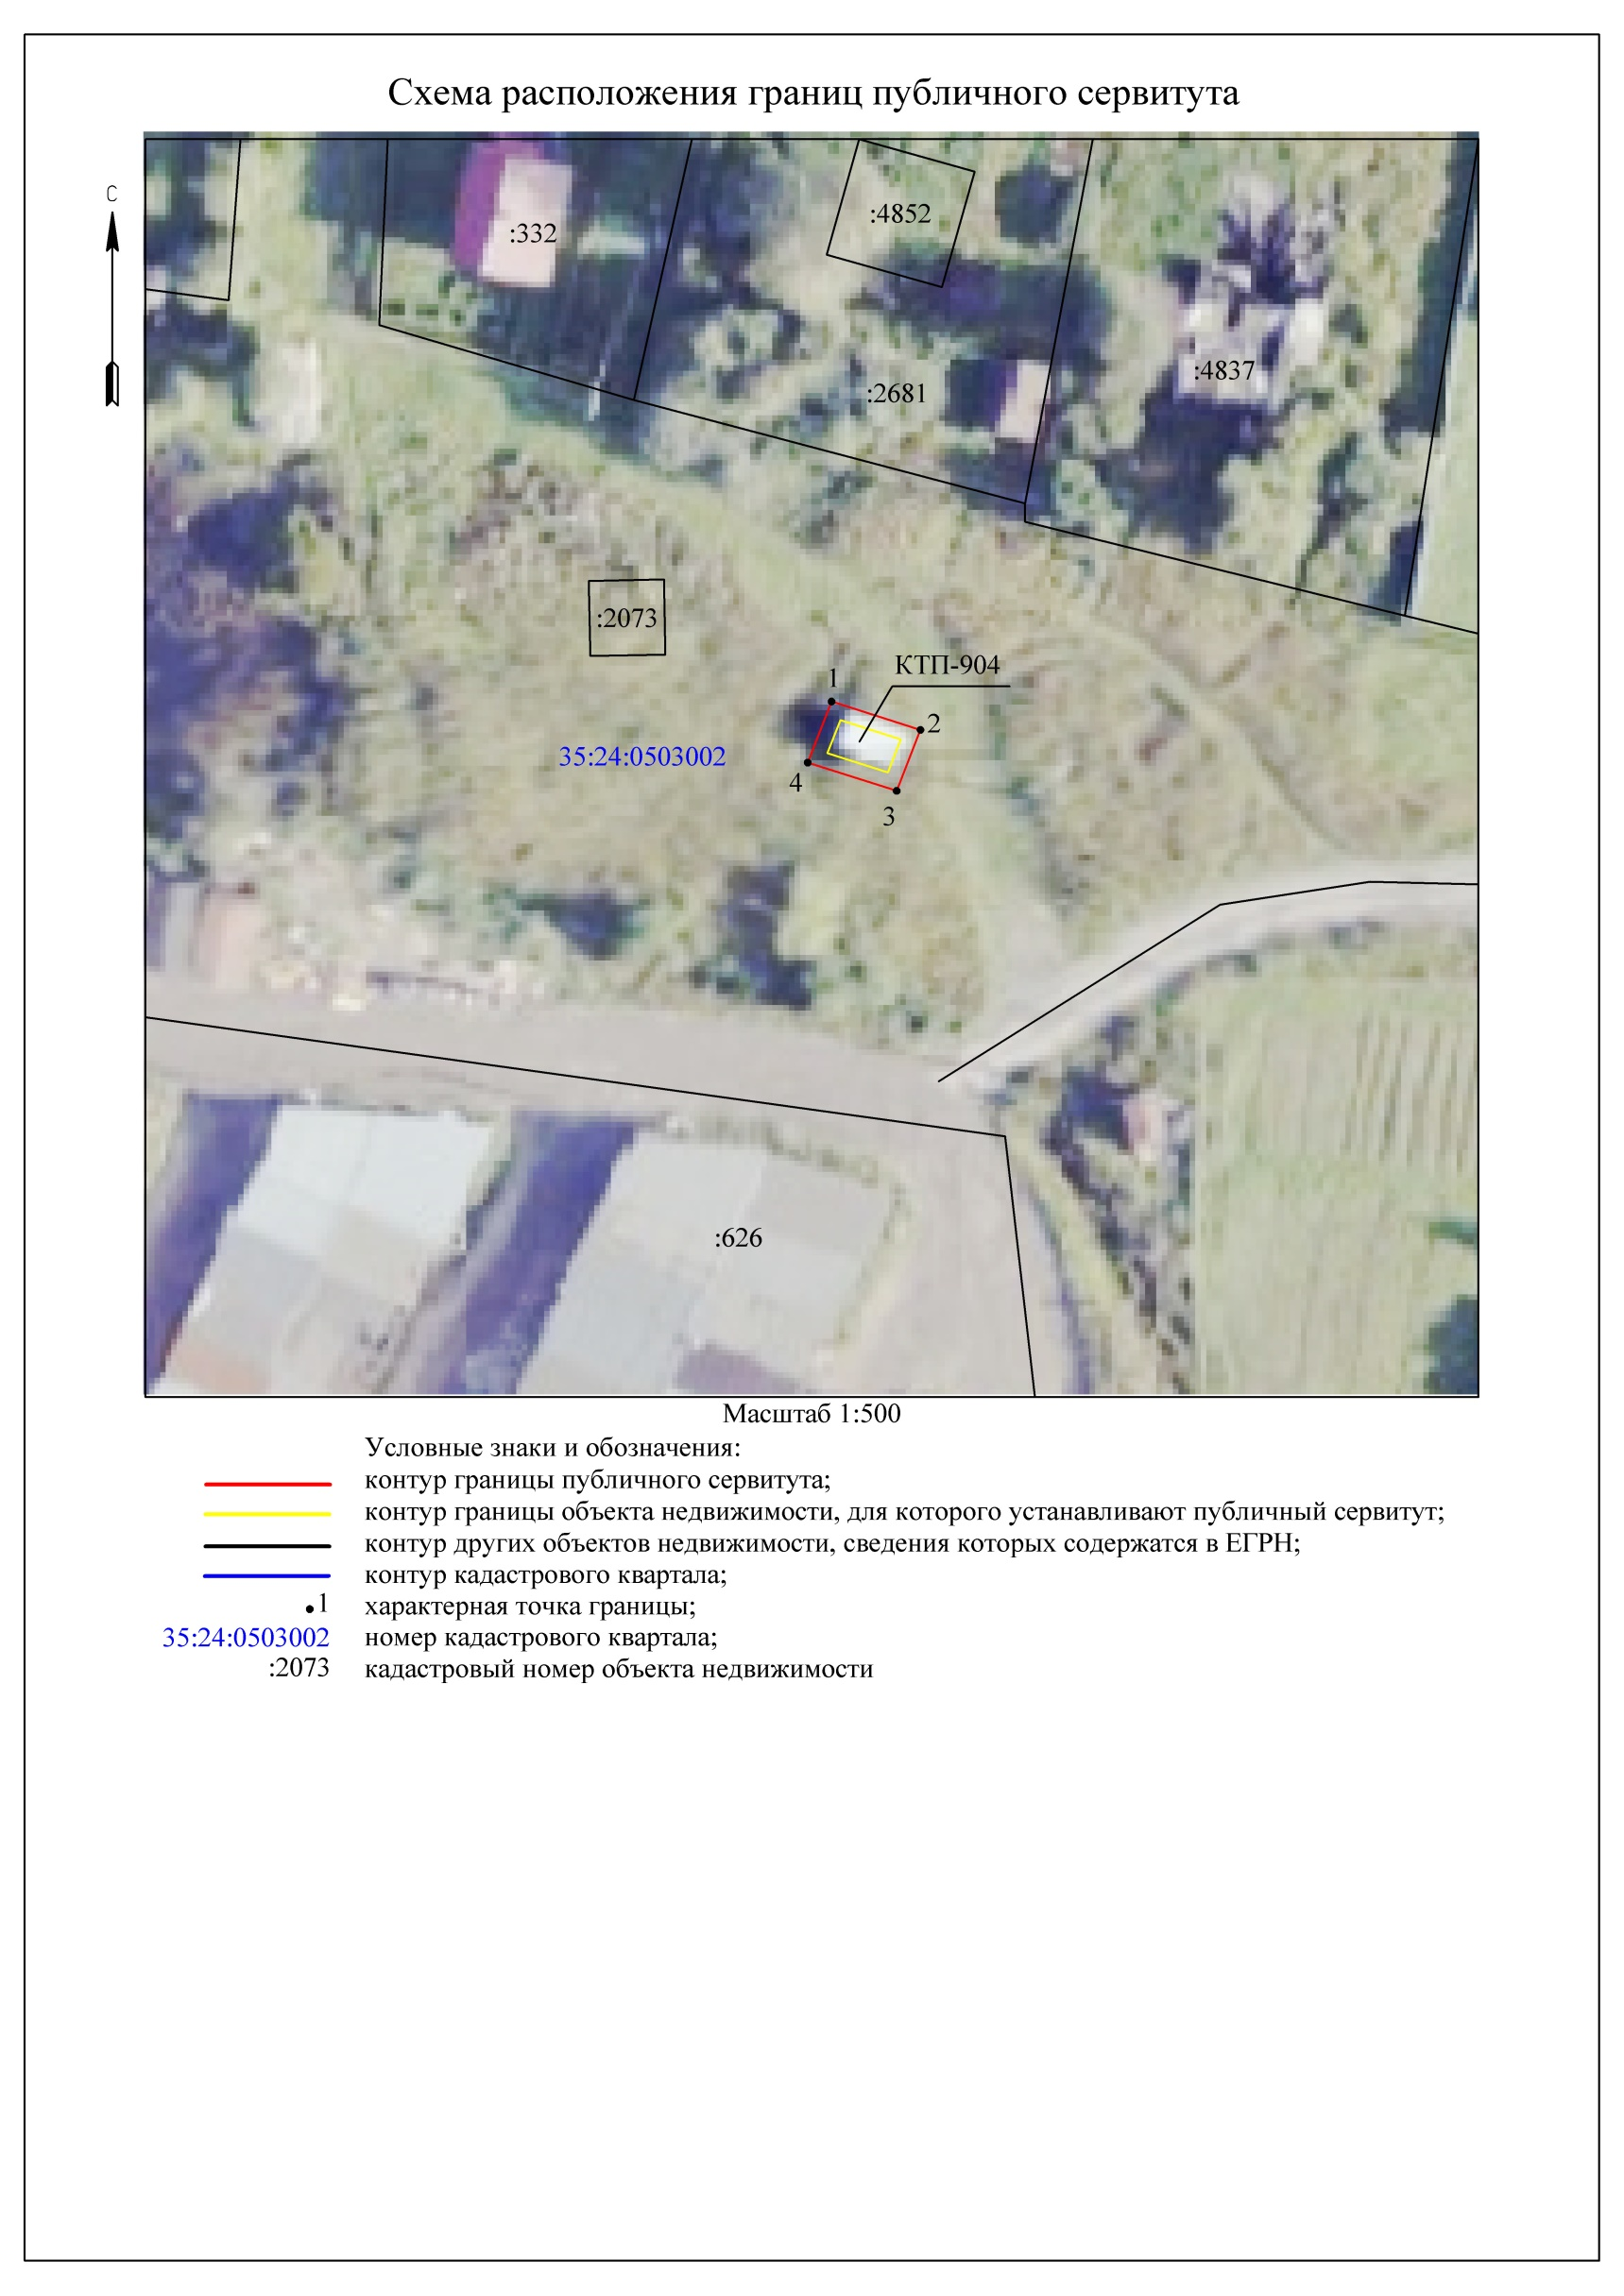 Схема расположения границ публичного сервитута
С
:332
:4852
:2681
:4837
:2073
КТП-904
1
2
35:24:0503002
4
3
:626
Масштаб 1:500
Условные знаки и обозначения:
контур границы публичного сервитута;
контур границы объекта недвижимости, для которого устанавливают публичный сервитут;
контур других объектов недвижимости, сведения которых содержатся в ЕГРН;
контур кадастрового квартала;
1 характерная точка границы;
35:24:0503002 номер кадастрового квартала;
:2073 кадастровый номер объекта недвижимости